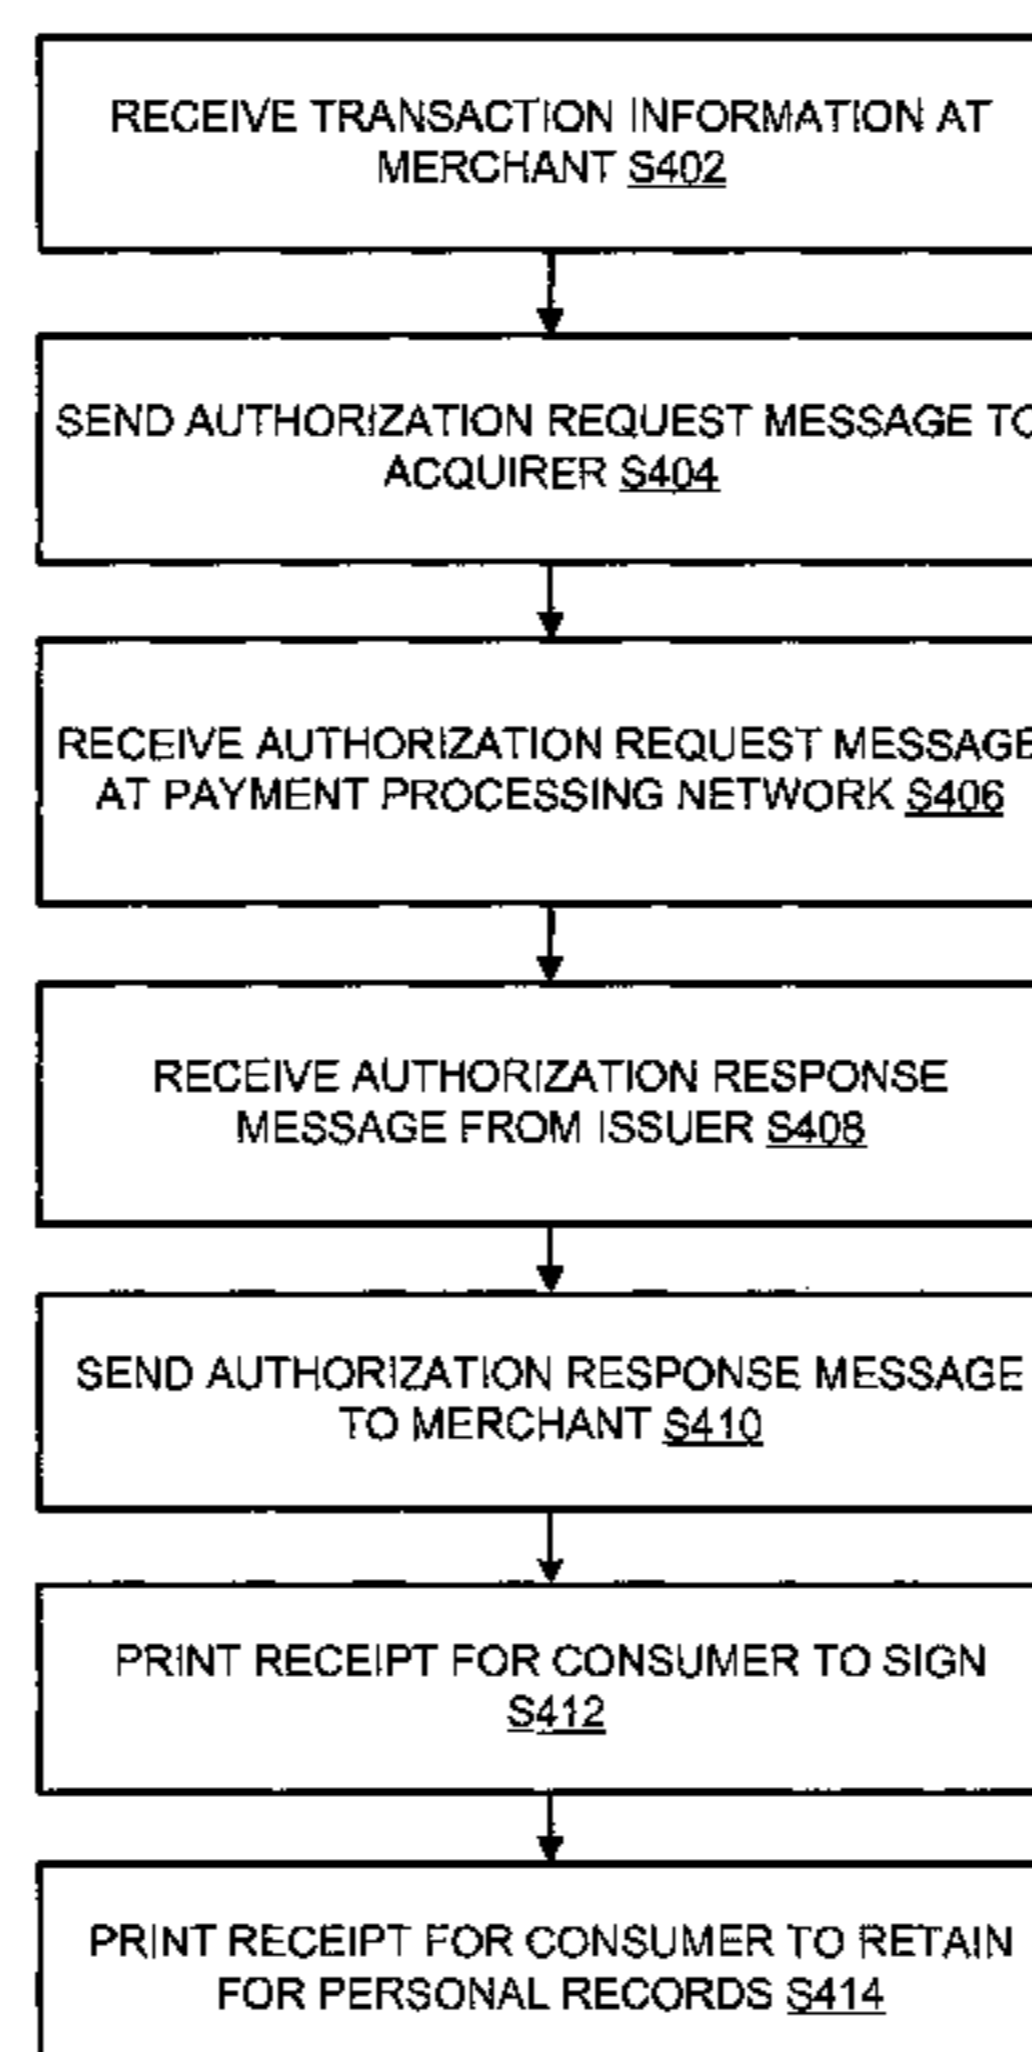 RECEIVE TRANSACTION INFORMATION AT
MERCHANT S402
SEND AUTHORIZATION REQUEST MESSAGE TO
ACQUIRER S404
RECEIVE AUTHORIZATION REQUEST MESSAGE
AT PAYMENT PROCESSING NETWORK S406
RECEIVE AUTHORIZATION RESPONSE
MESSAGE FROM ISSUER S408
SEND AUTHORIZATION RESPONSE MESSAGE
TO MERCHANT S410
PRINT RECEIPT FOR CONSUMER TO SIGN
S412
PRINT RECEIPT FOR CONSUMER TO RETAIN
FOR PERSONAL RECORDS S414